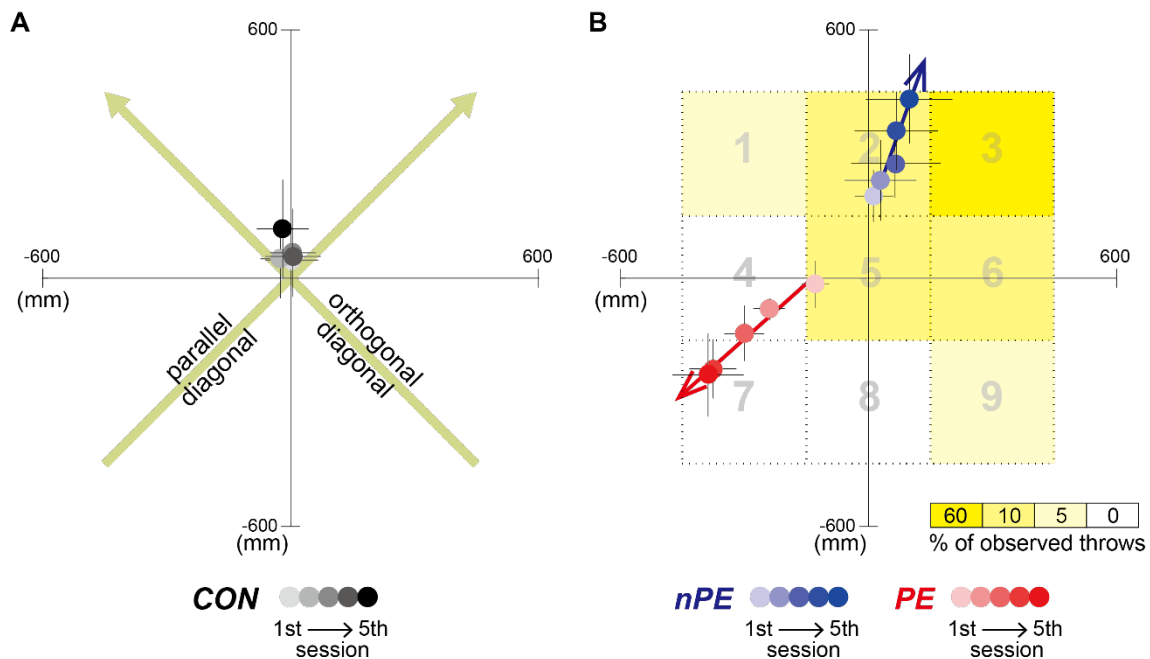 A
600
-600
600
(mm)
parallel
diagonal
orthogonal
diagonal
-600
(mm)
CON
1st → 5th
session
B
600
1 2 3
-600
600
(mm)
4 5 6
7 8 9
-600
(mm)
60 10 5 0
% of observed throws
nPE
1st → 5th
session
PE
1st → 5th
session